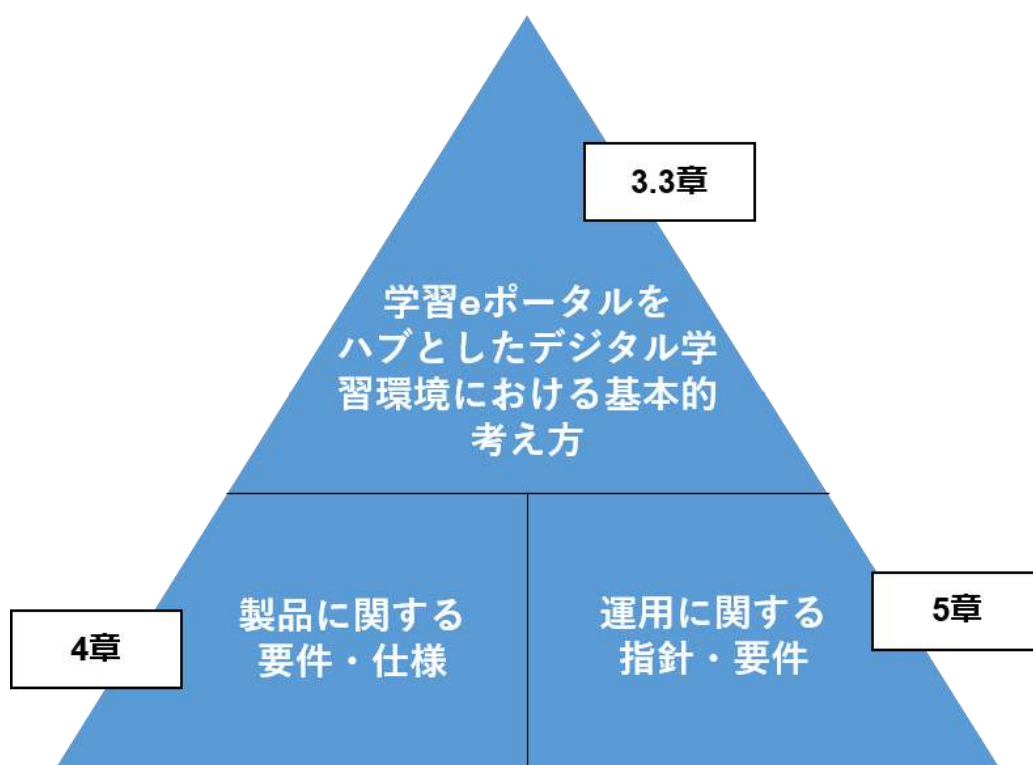 3.3章
学習eポータルを
ハブとしたデジタル学
習環境における基本的
考え方
製品に関する
要件・仕様
運用に関する
指針・要件
4章
5章